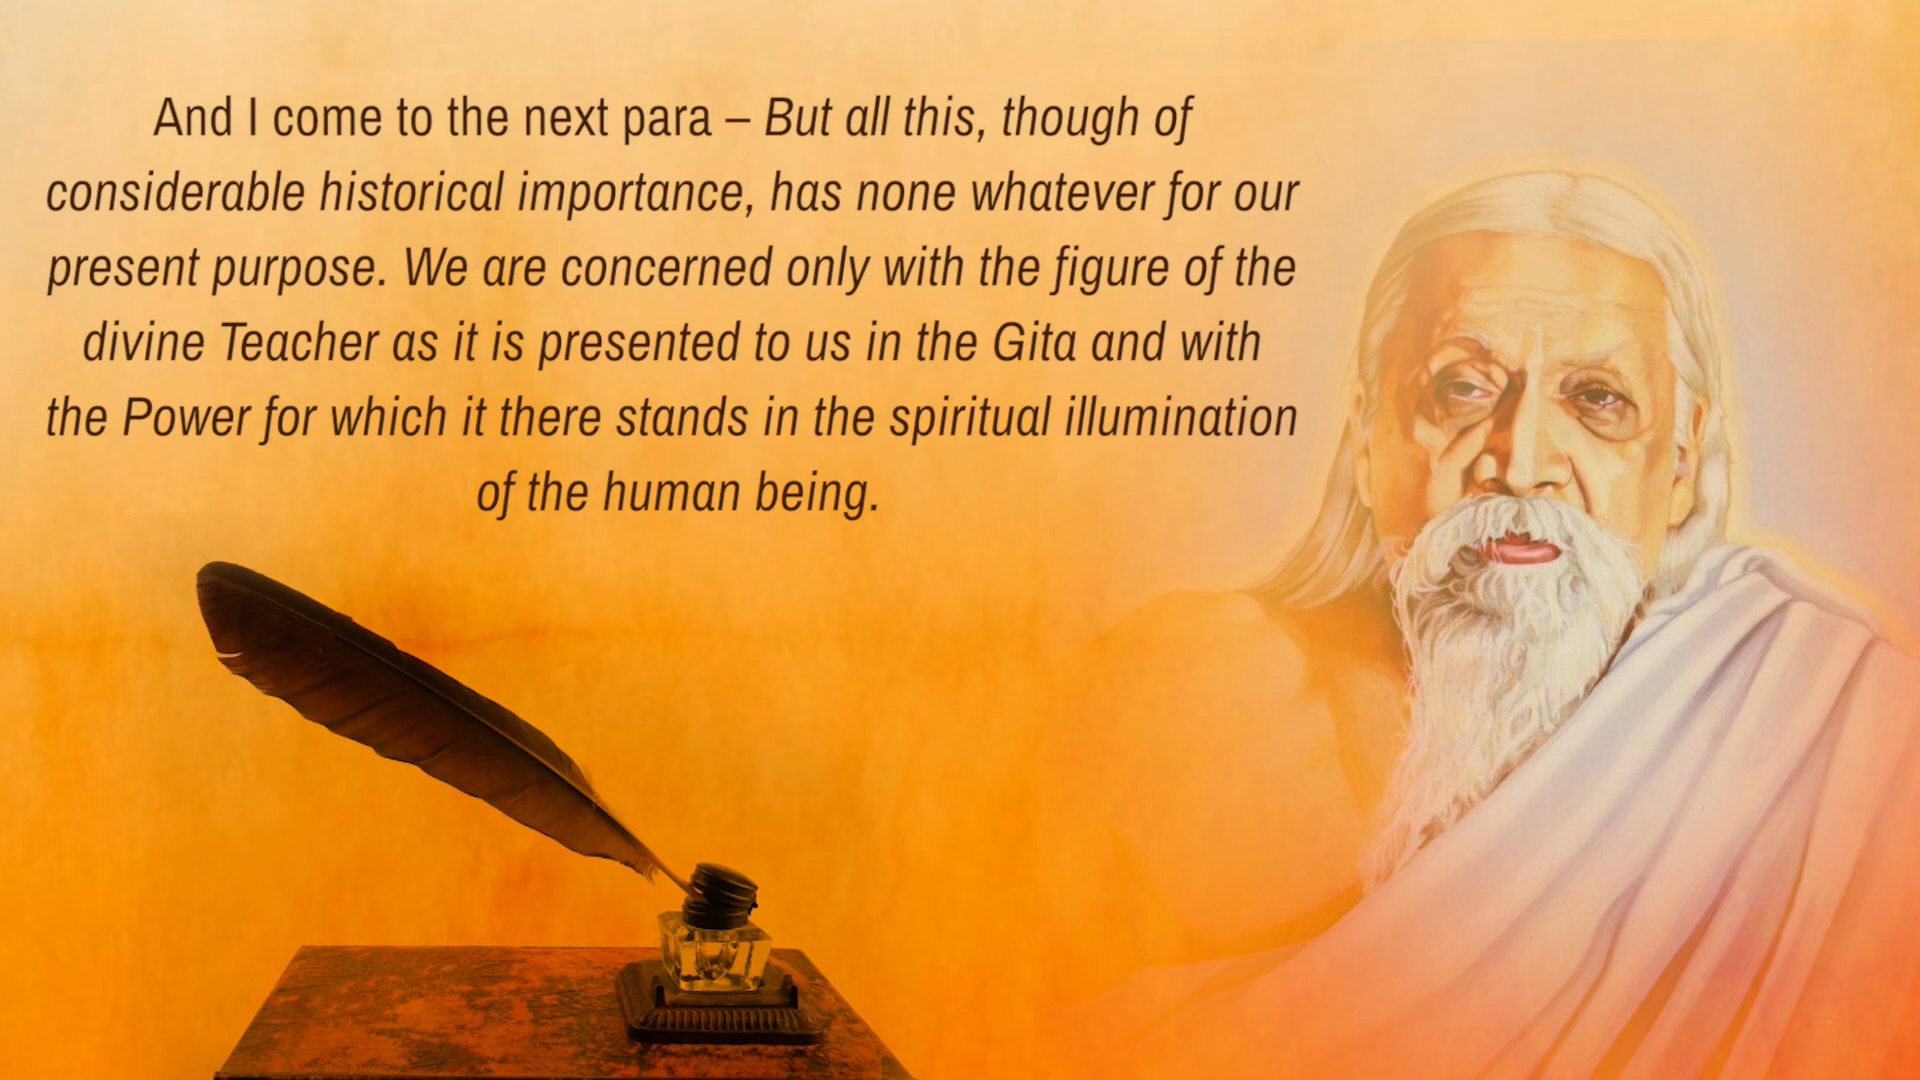 And I come to the next para – But all this, though of
considerable historical importance, has none whatever for our
present purpose. We are concerned only with the figure of the
divine Teacher as it is presented to us in the Gita and with
the Power for which it there stands in the spiritual illumination
of the human being.